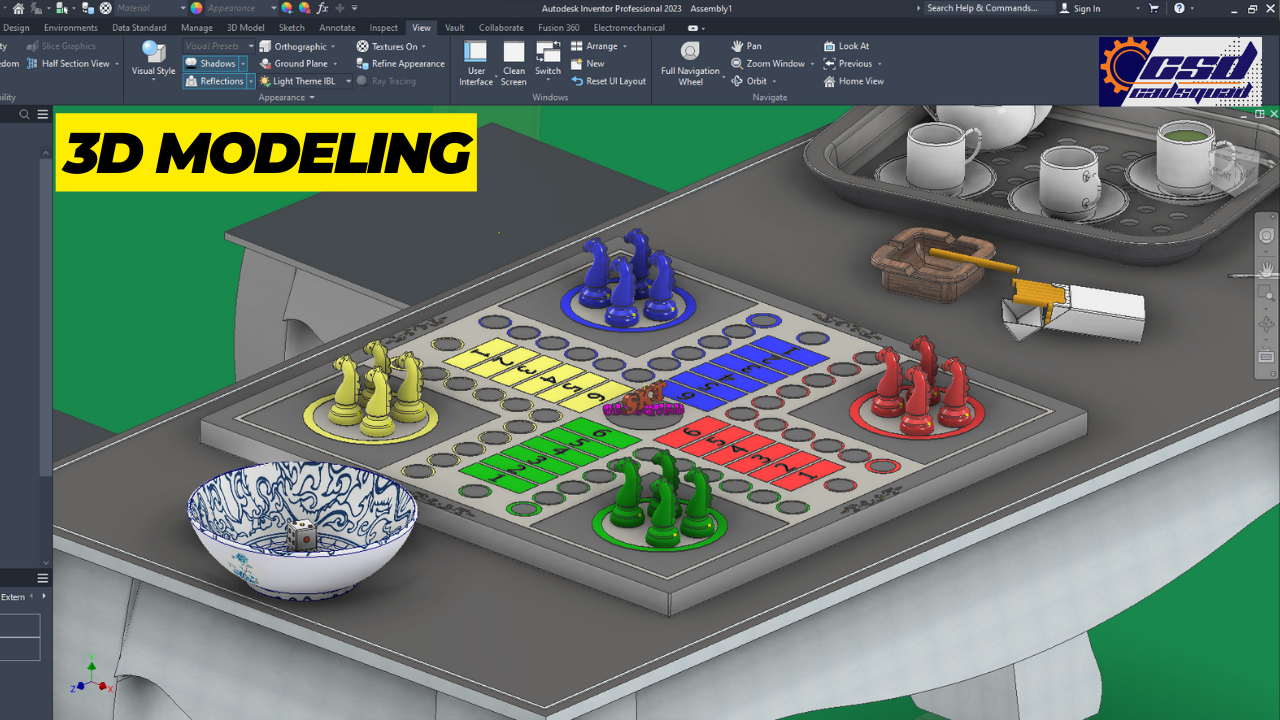 Material
Appearance
fx
Autodesk Inventor Professional 2023 Assembly1
Search Help & Commands...
Sign In
Design Environments Data Standard Manage 3D Model Sketch Annotate Inspect View Vault Collaborate Fusion 360 Electromechanical
Slice Graphics
Half Section View
Visual Style
Visual Presets
Shadows
Reflections
Orthographic
Ground Plane
Light Theme IBL
Textures On
Refine Appearance
Ray Tracing
Appearance
User Interface
Clean Screen
Switch
Arrange
New
Reset UI Layout
Windows
Full Navigation Wheel
Pan
Zoom Window
Orbit
Look At
Previous
Home View
Navigate
CSQ
cadsquad
3D MODELING
1 2 3 4 5 6
1 2 3 4 5 6
1 2 3 4 5 6
6 5 4 3 2 1
Extern
Y
Z
X